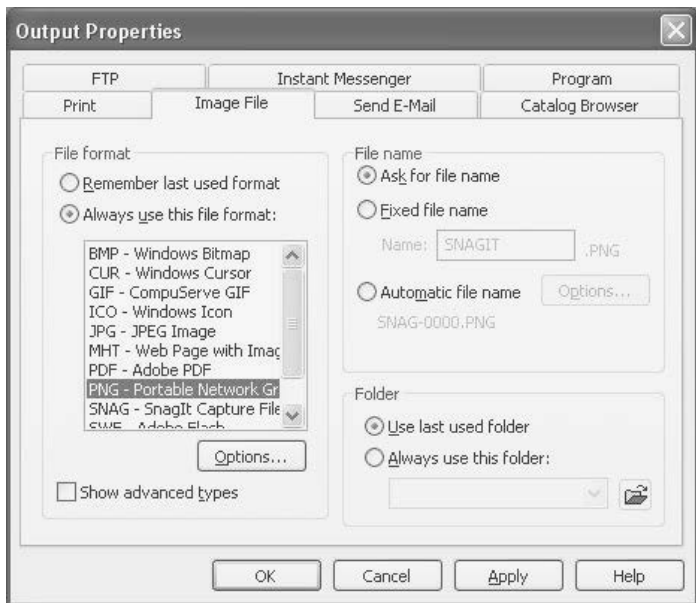 Output Properties
FTP
Instant Messenger
Program
Print
Image File
Send E-Mail
Catalog Browser
File format
Remember last used format
Always use this file format:
BMP - Windows Bitmap
CUR - Windows Cursor
GIF - CompuServe GIF
ICO - Windows Icon
JPG - JPEG Image
MHT - Web Page with Imag
PDF - Adobe PDF
PNG - Portable Network Gr
SNAG - SnagIt Capture File
SWF - Adobe Flash
Options...
Show advanced types
File name
Ask for file name
Fixed file name
Name: SNAGIT .PNG
Automatic file name
Options...
SNAG-0000.PNG
Folder
Use last used folder
Always use this folder:
OK
Cancel
Apply
Help